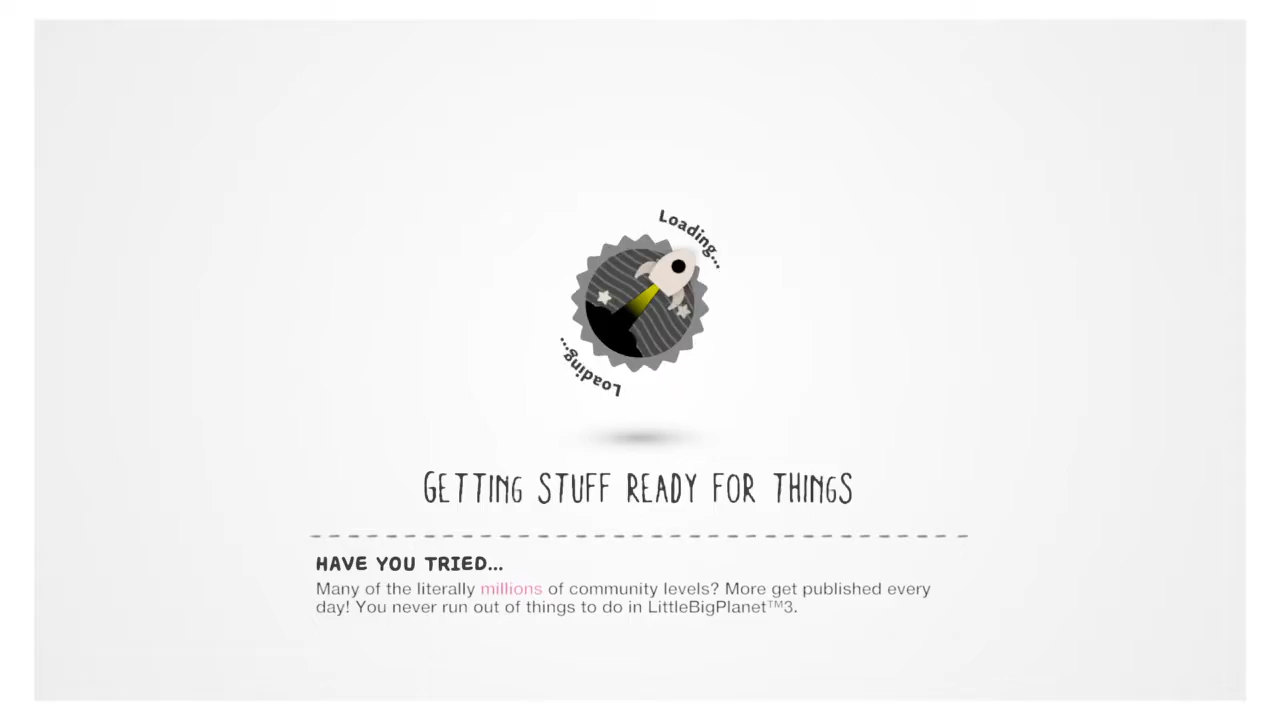 Loading...
Loading...
GETTING STUFF READY FOR THINGS
HAVE YOU TRIED...
Many of the literally millions of community levels? More get published every
day! You never run out of things to do in LittleBigPlanet™3.